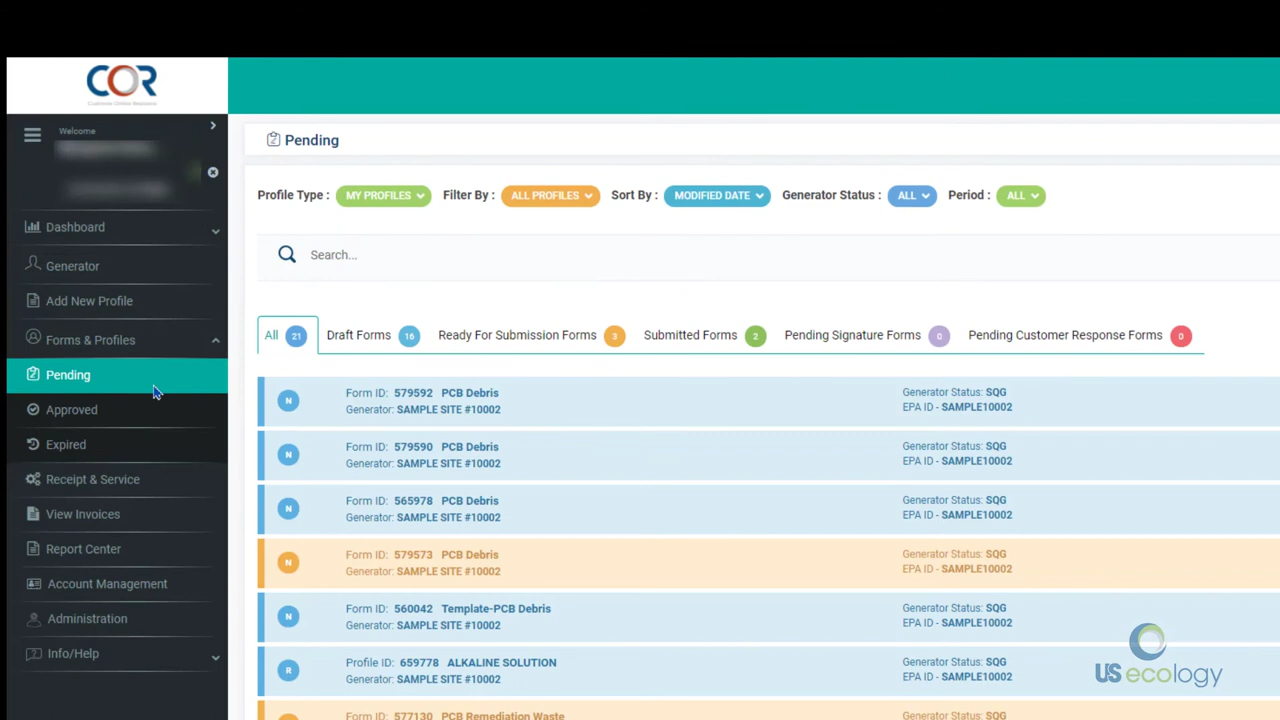 COR
Customer Online Resource
Welcome
Dashboard
Generator
Add New Profile
Forms & Profiles
Pending
Approved
Expired
Receipt & Service
View Invoices
Report Center
Account Management
Administration
Info/Help
Pending
Profile Type : MY PROFILES Filter By : ALL PROFILES Sort By : MODIFIED DATE Generator Status : ALL Period : ALL
Search...
All 21 Draft Forms 16 Ready For Submission Forms 3 Submitted Forms 2 Pending Signature Forms 0 Pending Customer Response Forms 0
N Form ID: 579592 PCB Debris Generator Status: SQG
Generator: SAMPLE SITE #10002 EPA ID - SAMPLE10002
N Form ID: 579590 PCB Debris Generator Status: SQG
Generator: SAMPLE SITE #10002 EPA ID - SAMPLE10002
N Form ID: 565978 PCB Debris Generator Status: SQG
Generator: SAMPLE SITE #10002 EPA ID - SAMPLE10002
N Form ID: 579573 PCB Debris Generator Status: SQG
Generator: SAMPLE SITE #10002 EPA ID - SAMPLE10002
N Form ID: 560042 Template-PCB Debris Generator Status: SQG
Generator: SAMPLE SITE #10002 EPA ID - SAMPLE10002
R Profile ID: 659778 ALKALINE SOLUTION Generator Status: SQG
Generator: SAMPLE SITE #10002 EPA ID - SAMPLE10002
Form ID: 577130 PCB Remediation Waste Generator Status: SQG
US ecology